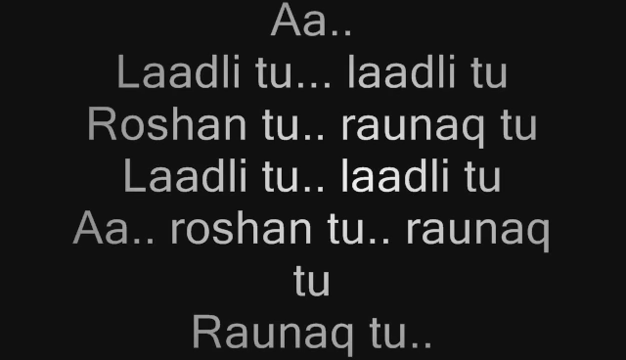 Aa..
Laadli tu... laadli tu
Roshan tu.. raunaq tu
Laadli tu.. laadli tu
Aa.. roshan tu.. raunaq
tu
Raunaq tu..